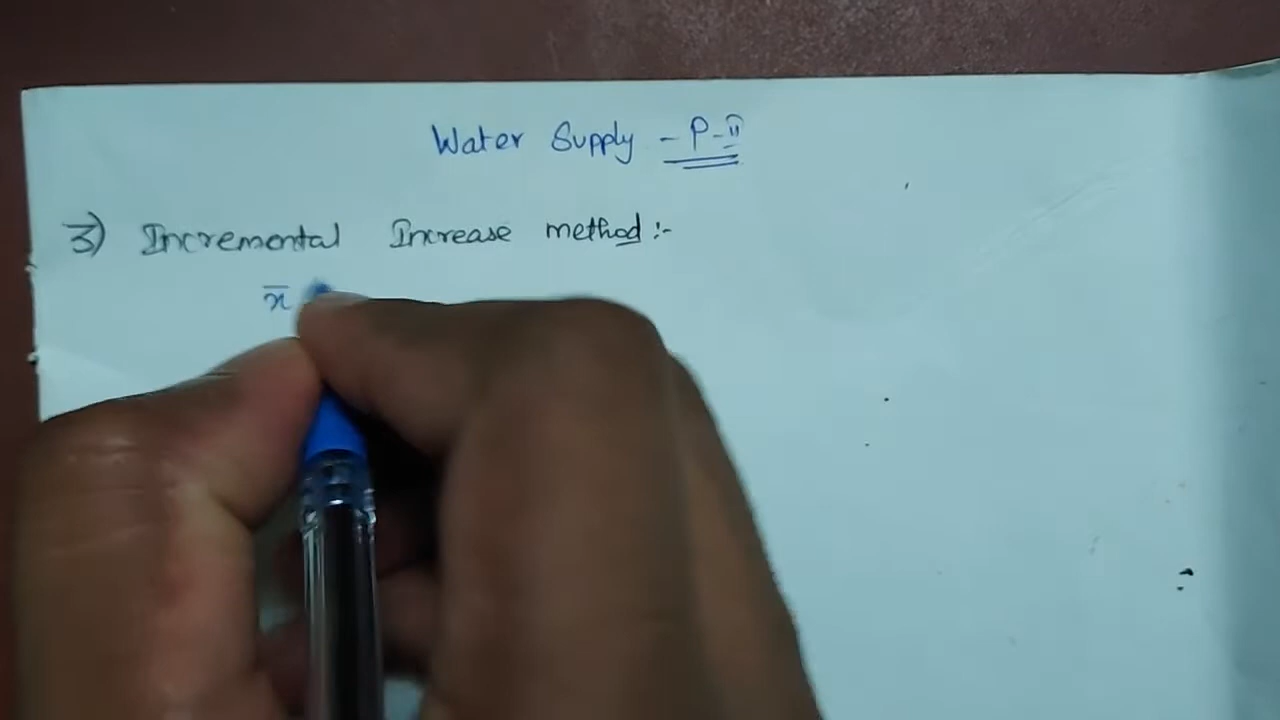 Water Supply - P-II
3) Incremental Increase method :-
x̄